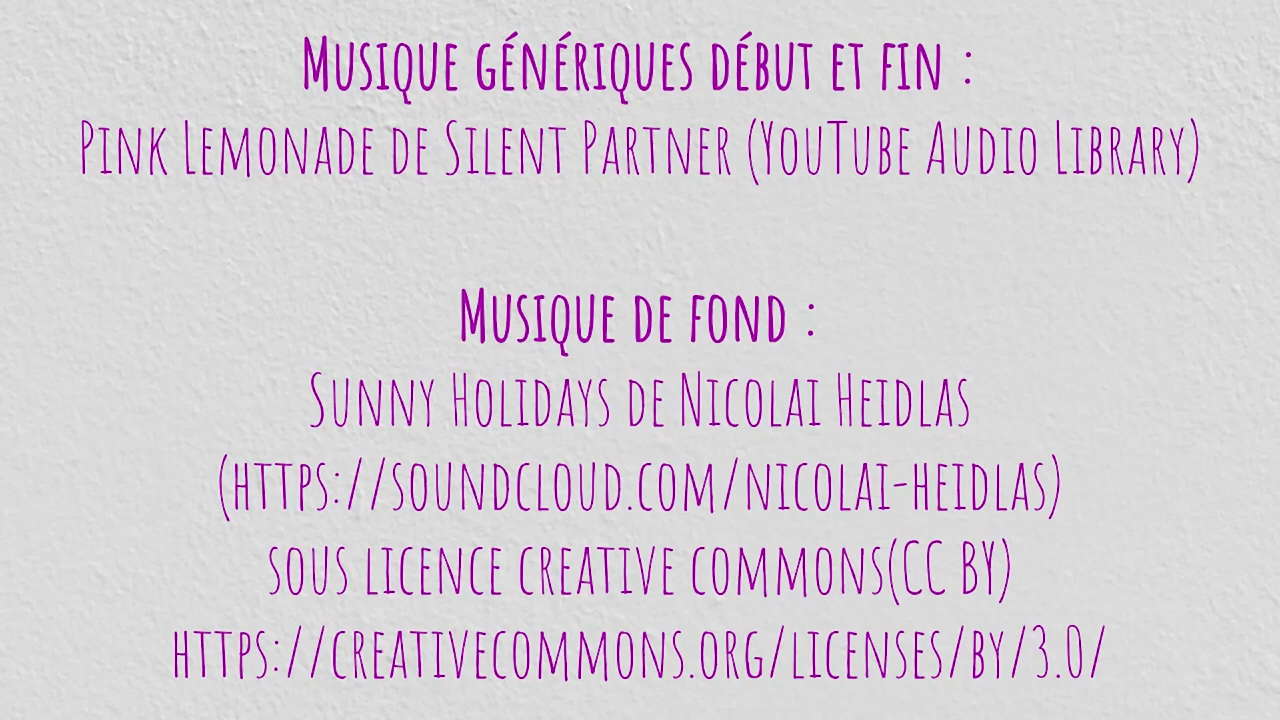 Musique génériques début et fin :
Pink Lemonade de Silent Partner (YouTube Audio Library)
Musique de fond :
Sunny Holidays de Nicolai Heidlas
(https://soundcloud.com/nicolai-heidlas)
sous licence creative commons(CC BY)
https://creativecommons.org/licenses/by/3.0/